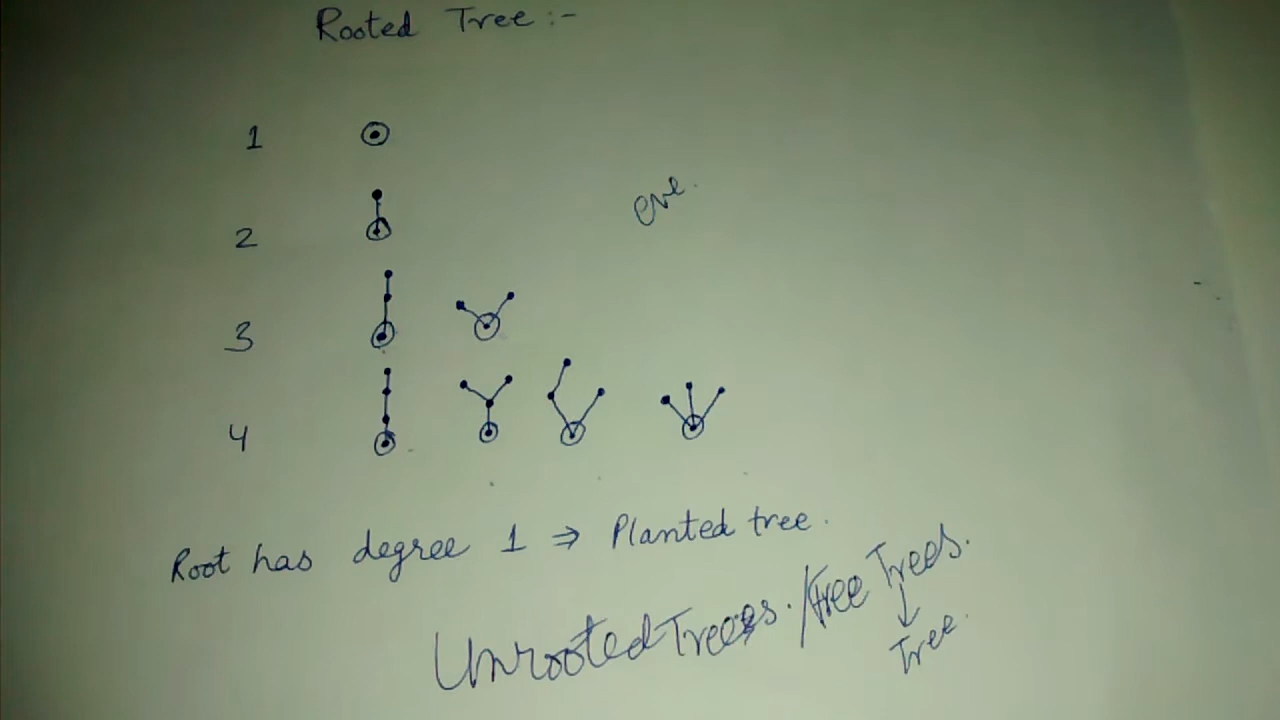 Rooted Tree :-
1
2
3
4
Root has degree 1 ⇒ Planted tree.
Unrooted Trees. / Free Trees.
↓
Tree.